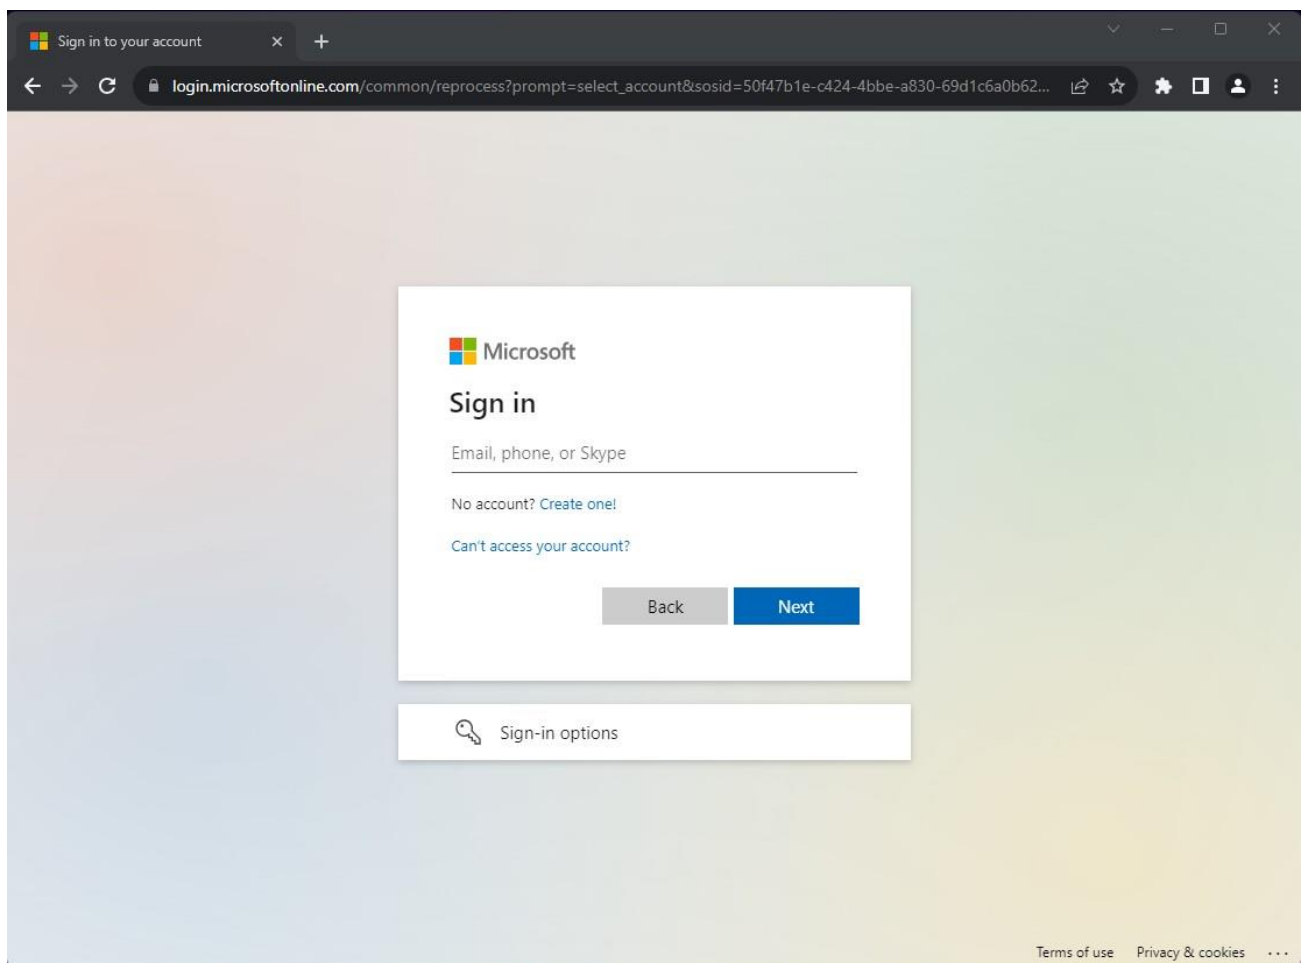 Sign in to your account
login.microsoftonline.com/common/reprocess?prompt=select_account&sosid=50f47b1e-c424-4bbe-a830-69d1c6a0b62...
Microsoft
Sign in
Email, phone, or Skype
No account? Create one!
Can't access your account?
Back Next
Sign-in options
Terms of use Privacy & cookies ...